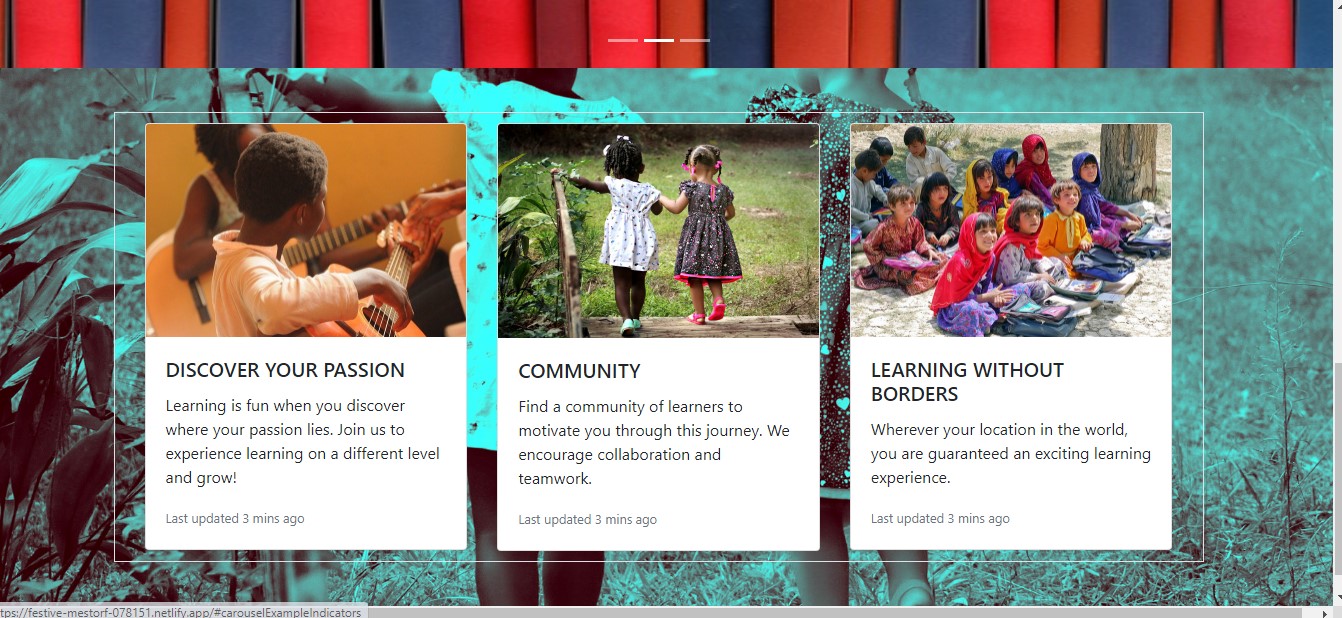 DISCOVER YOUR PASSION
Learning is fun when you discover
where your passion lies. Join us to
experience learning on a different level
and grow!
Last updated 3 mins ago
COMMUNITY
Find a community of learners to
motivate you through this journey. We
encourage collaboration and
teamwork.
Last updated 3 mins ago
LEARNING WITHOUT
BORDERS
Wherever your location in the world,
you are guaranteed an exciting learning
experience.
Last updated 3 mins ago
tps://festive-mestorf-078151.netlify.app/#carouselExampleIndicators